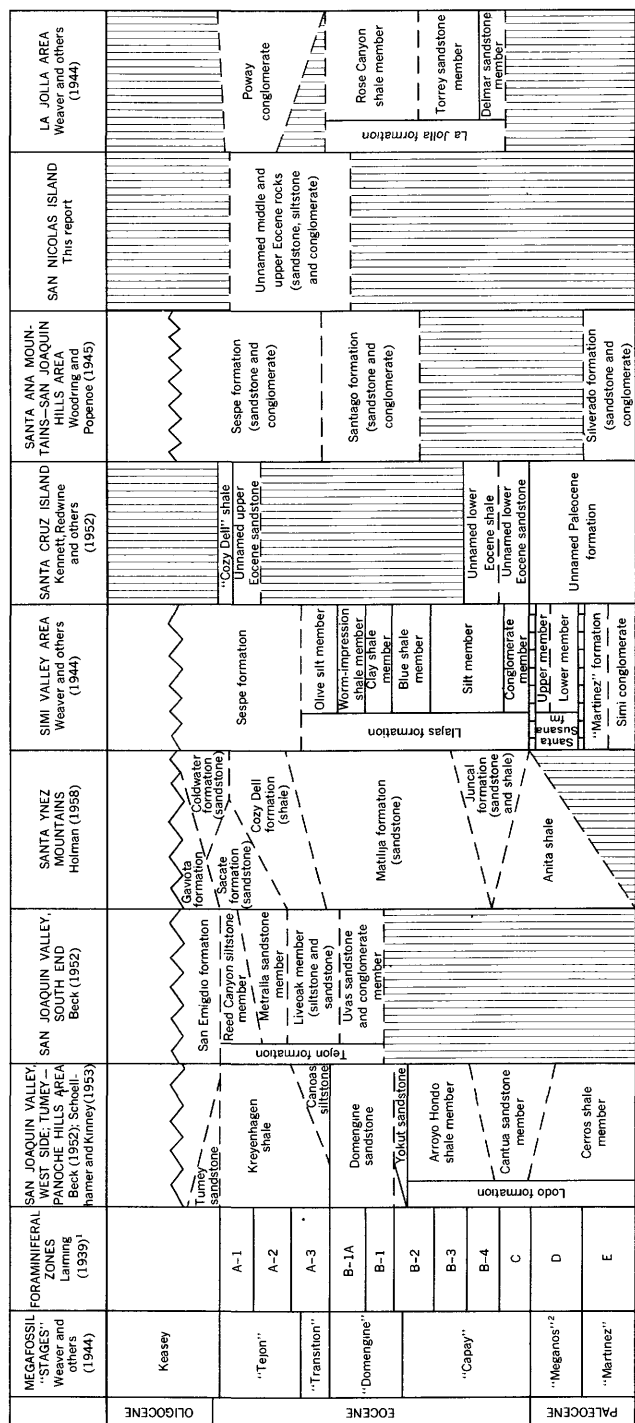 LA JOLLA AREA
Weaver and others
(1944)
Poway
conglomerate
Rose Canyon
shale member
Torrey sandstone
member
Delmar sandstone
member
La Jolla formation
SAN NICOLAS ISLAND
This report
Unnamed middle and
upper Eocene rocks
(sandstone, siltstone
and conglomerate)
SANTA ANA MOUN-
TAINS—SAN JOAQUIN
HILLS AREA
Woodring and
Popenoe (1945)
Sespe formation
(sandstone and
conglomerate)
Santiago formation
(sandstone and
conglomerate)
Silverado formation
(sandstone and
conglomerate)
SANTA CRUZ ISLAND
Kennett, Redwine
and others
(1952)
"Cozy Dell" shale
Unnamed upper
Eocene sandstone
Unnamed lower
Eocene shale
Unnamed lower
Eocene sandstone
Unnamed Paleocene
formation
SIMI VALLEY AREA
Weaver and others
(1944)
Sespe formation
Olive silt member
Worm-impression
shale member
Clay shale
member
Blue shale
member
Silt member
Conglomerate
member
Llajas formation
Upper member
Lower member
Santa
Susana
fm
"Martinez" formation
Simi conglomerate
SANTA YNEZ
MOUNTAINS
Holman (1958)
Gaviota
formation
Coldwater
formation
(sandstone)
Sacate
formation
(sandstone)
Cozy Dell
formation
(shale)
Matilija formation
(sandstone)
Juncal
formation
(sandstone
and shale)
Anita shale
SAN JOAQUIN VALLEY,
SOUTH END
Beck (1952)
San Emigdio formation
Reed Canyon siltstone
member
Metralla sandstone
member
Liveoak member
(siltstone and
sandstone)
Uvas sandstone
and conglomerate
member
Tejon formation
SAN JOAQUIN VALLEY,
WEST SIDE; TUMEY—
PANOCHE HILLS AREA
Beck (1952); Schoell-
hamer and Kinney (1953)
Tumey
sandstone
Kreyenhagen
shale
Canoas
siltstone
Domengine
sandstone
Yokut sandstone
Arroyo Hondo
shale member
Cantua sandstone
member
Cerros shale
member
Lodo formation
FORAMINIFERAL
ZONES
Laiming
(1939)1
A-1
A-2
A-3
B-1A
B-1
B-2
B-3
B-4
C
D
E
MEGAFOSSIL
"STAGES"
Weaver and
others
(1944)
Keasey
"Tejon"
"Transition"
"Domengine"
"Capay"
"Meganos"2
"Martinez"
OLIGOCENE
EOCENE
PALEOCENE